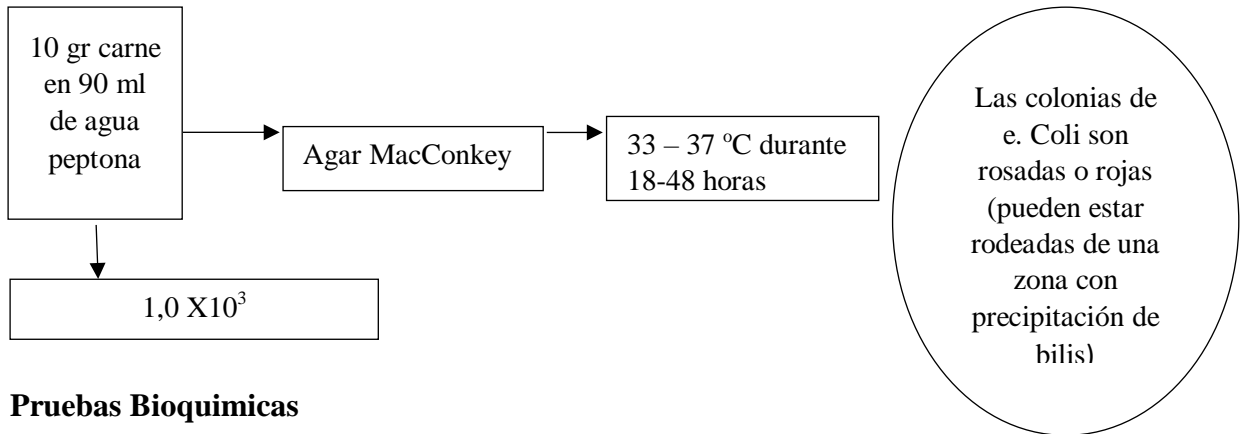 10 gr carne
en 90 ml
de agua
peptona
Agar MacConkey
33 – 37 ºC durante
18-48 horas
Las colonias de
e. Coli son
rosadas o rojas
(pueden estar
rodeadas de una
zona con
precipitación de
bilis)
1,0 X10³
Pruebas Bioquimicas